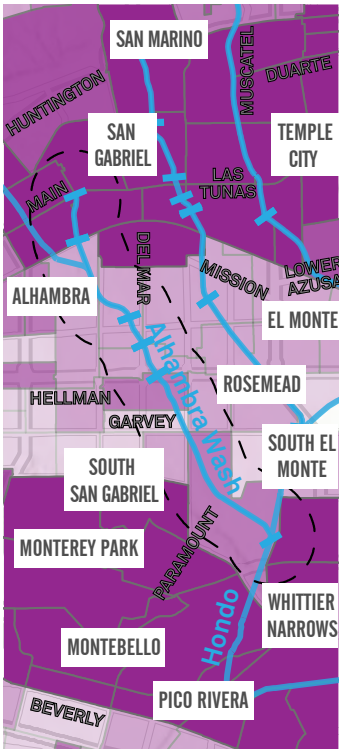 SAN MARINO
MUSCATEL
DUARTE
HUNTINGTON
SAN
GABRIEL
TEMPLE
CITY
MAIN
LAS
TUNAS
DEL MAR
MISSION
LOWER
AZUSA
ALHAMBRA
EL MONTE
Alhambra Wash
ROSEMEAD
HELLMAN
GARVEY
SOUTH EL
MONTE
SOUTH
SAN GABRIEL
MONTEREY PARK
PARAMOUNT
WHITTIER
NARROWS
Hondo
MONTEBELLO
PICO RIVERA
BEVERLY